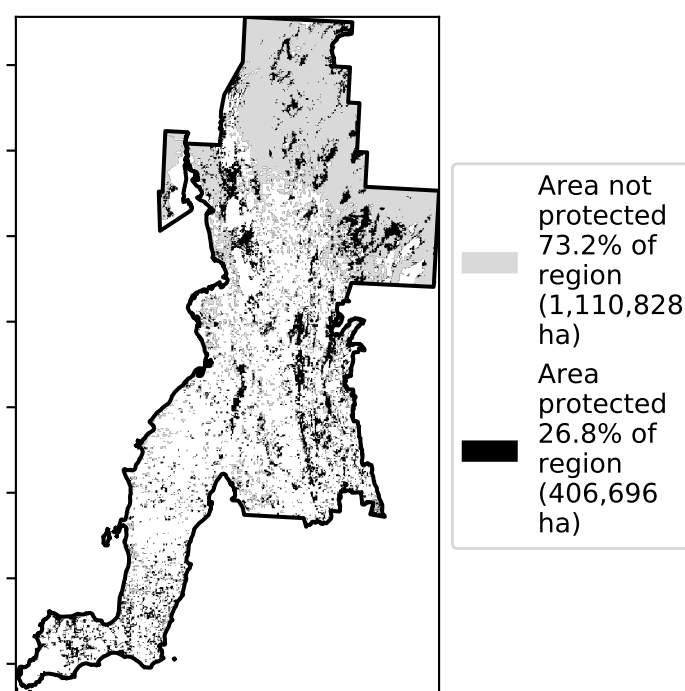 Area not
protected
73.2% of
region
(1,110,828
ha)
Area
protected
26.8% of
region
(406,696
ha)